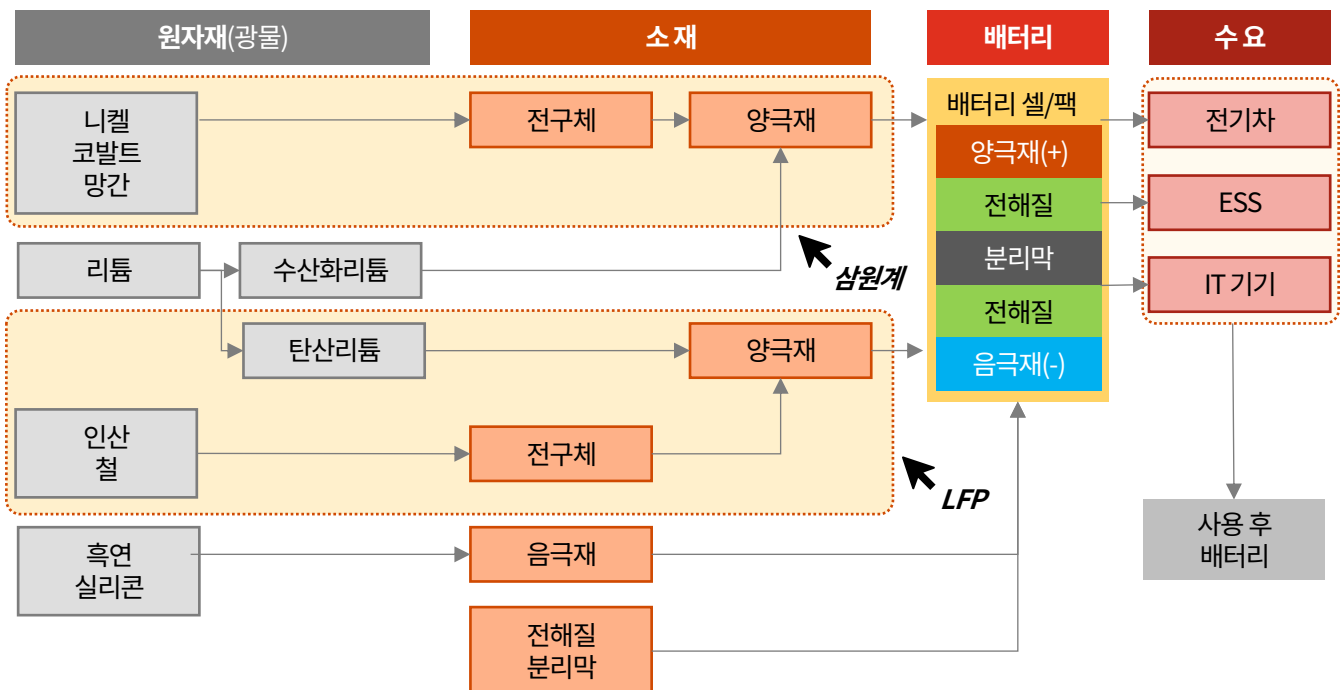 원자재(광물)
소 재
배터리
수 요
니켈
코발트
망간
전구체
양극재
배터리 셀/팩
양극재(+)
전해질
분리막
전해질
음극재(-)
전기차
ESS
IT 기기
리튬
수산화리튬
삼원계
탄산리튬
양극재
인산
철
전구체
LFP
흑연
실리콘
음극재
전해질
분리막
사용 후
배터리